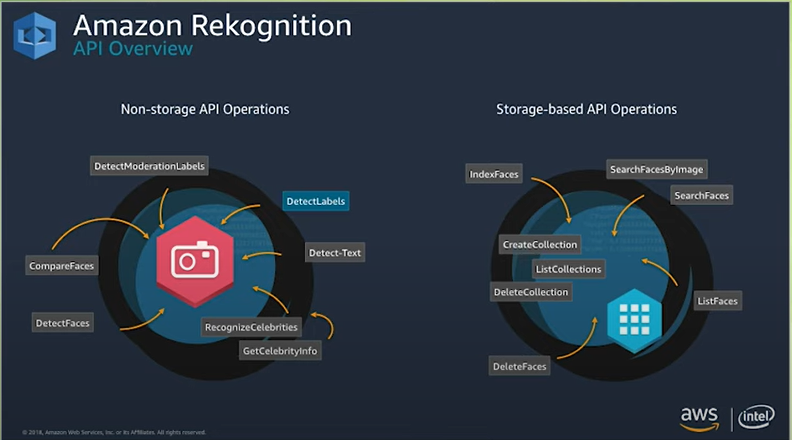 Amazon Rekognition
API Overview
Non-storage API Operations
DetectModerationLabels
DetectLabels
CompareFaces
Detect-Text
DetectFaces
RecognizeCelebrities
GetCelebrityInfo
Storage-based API Operations
IndexFaces
SearchFacesByImage
SearchFaces
CreateCollection
ListCollections
DeleteCollection
ListFaces
DeleteFaces
© 2018, Amazon Web Services, Inc. or its Affiliates. All rights reserved.
aws
intel